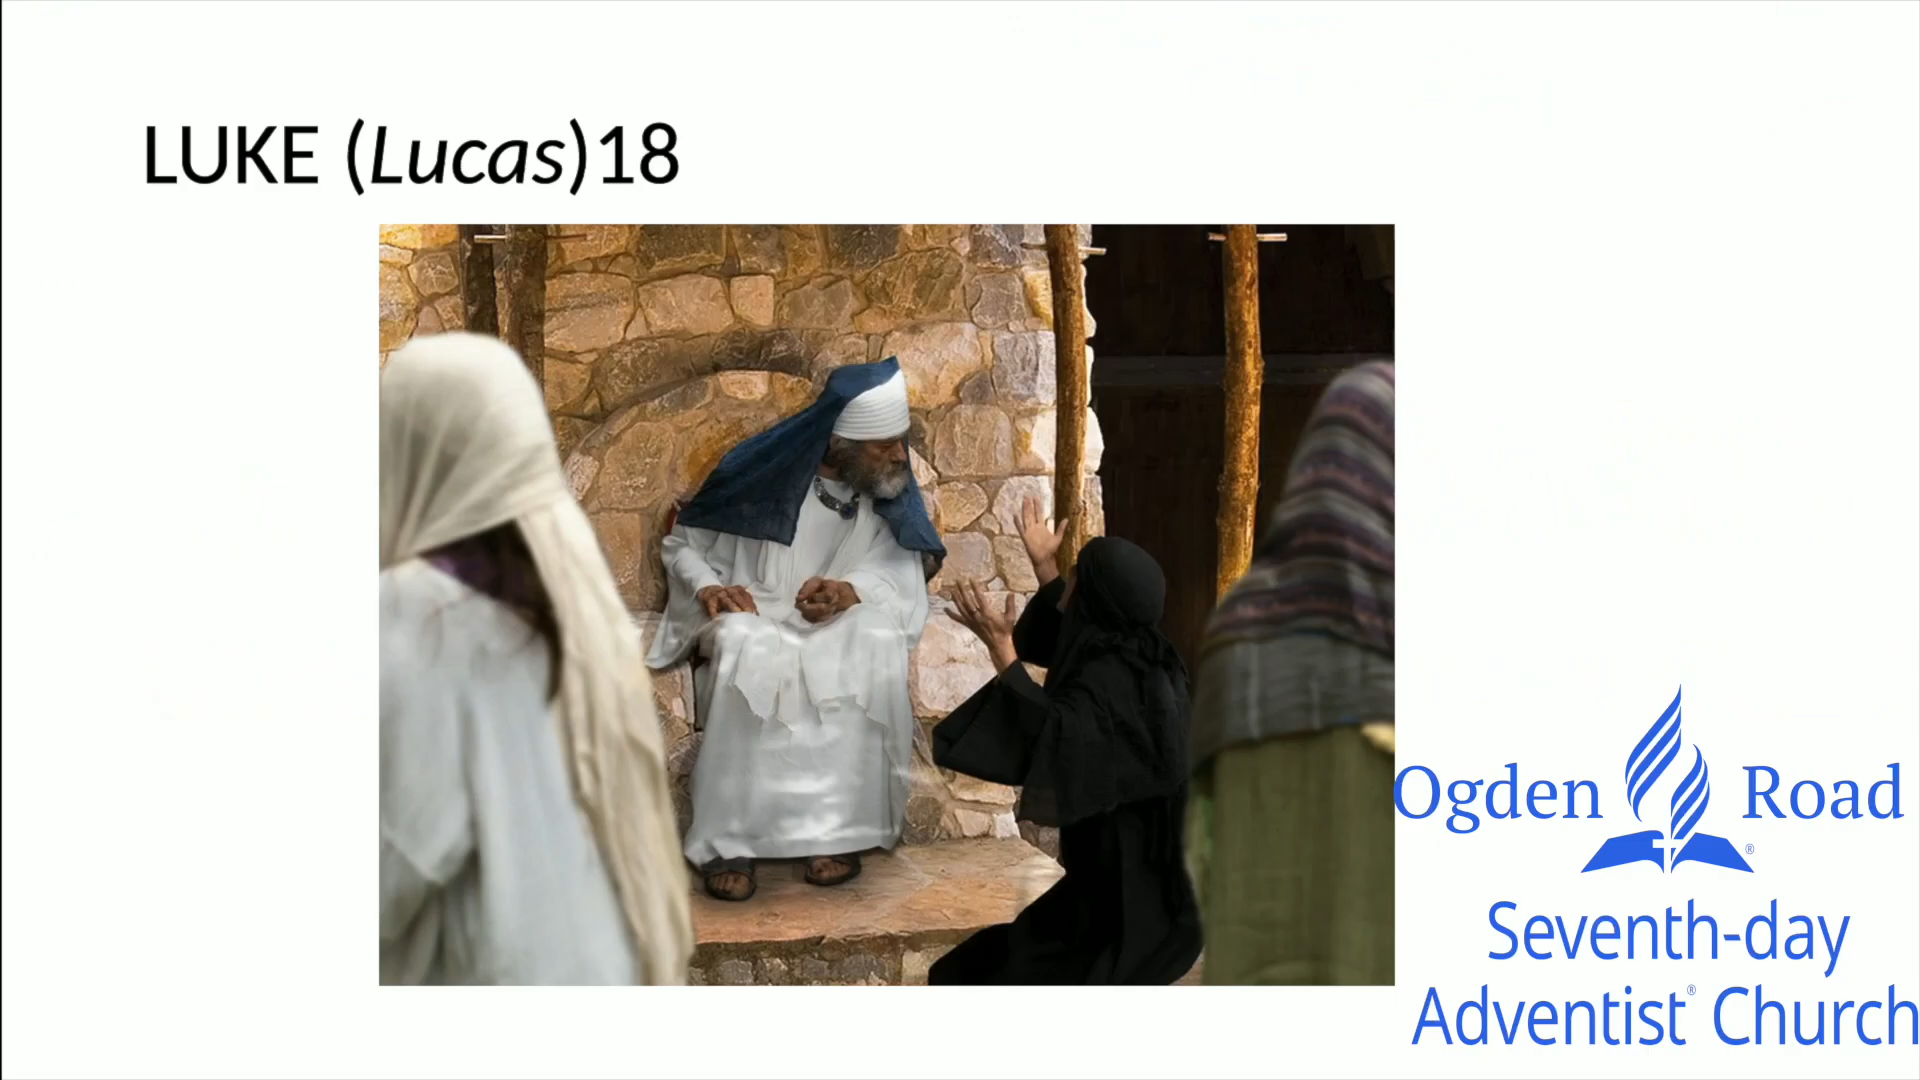 LUKE (Lucas)18
Ogden Road
®
Seventh-day
Adventist® Church